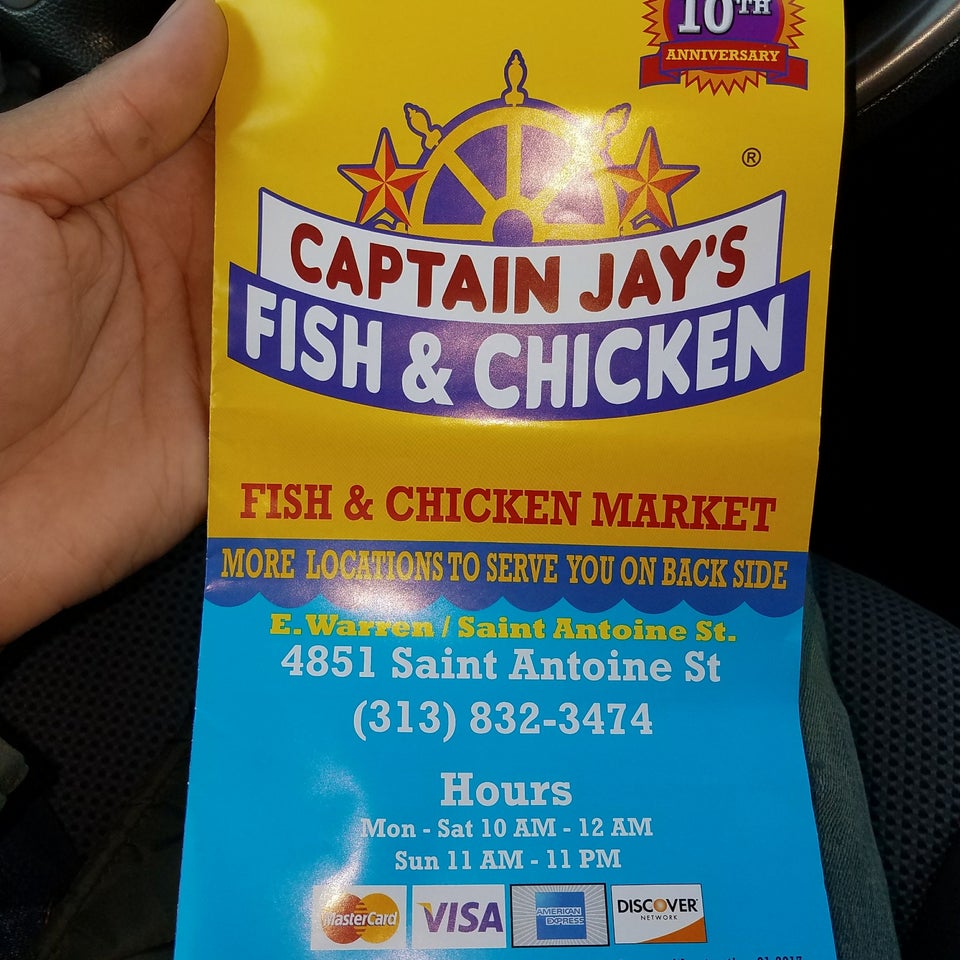 10TH
ANNIVERSARY
®
CAPTAIN JAY'S
FISH & CHICKEN
FISH & CHICKEN MARKET
MORE LOCATIONS TO SERVE YOU ON BACK SIDE
E. Warren / Saint Antoine St.
4851 Saint Antoine St
(313) 832-3474
Hours
Mon - Sat 10 AM - 12 AM
Sun 11 AM - 11 PM
MasterCard VISA AMERICAN EXPRESS DISCOVER NETWORK